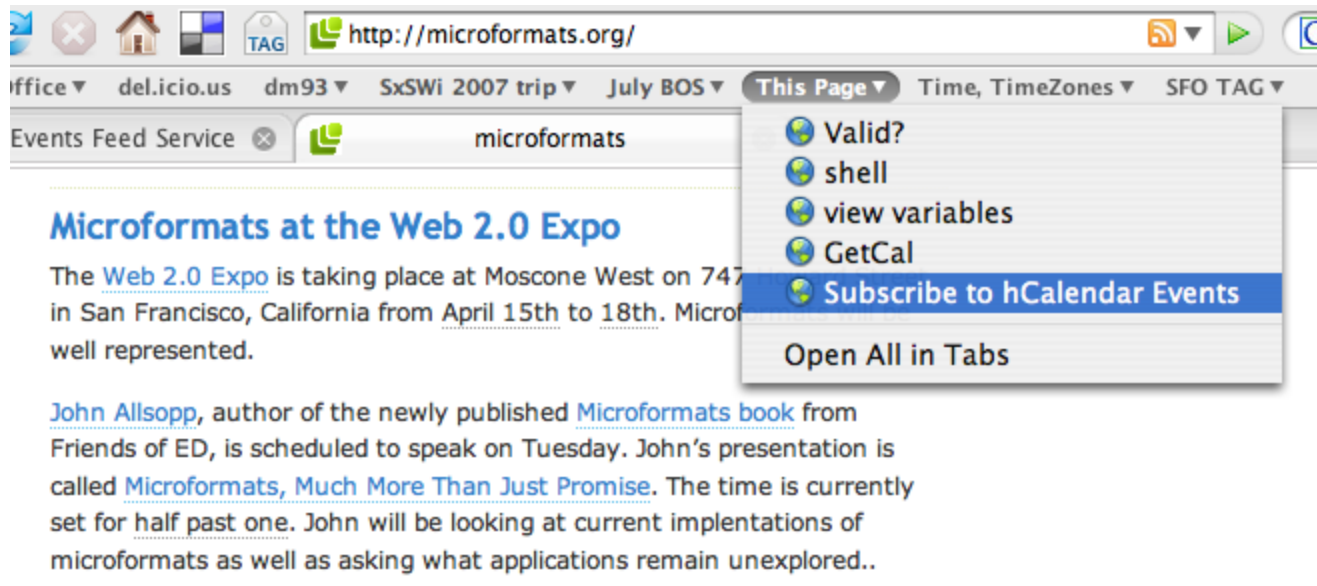 TAG http://microformats.org/
ffice del.icio.us dm93 SxSWi 2007 trip July BOS This Page Time, TimeZones SFO TAG
Events Feed Service microformats
Valid?
shell
view variables
GetCal
Subscribe to hCalendar Events
Open All in Tabs
Microformats at the Web 2.0 Expo
The Web 2.0 Expo is taking place at Moscone West on 747 Howard Street
in San Francisco, California from April 15th to 18th. Microformats will be
well represented.
John Allsopp, author of the newly published Microformats book from
Friends of ED, is scheduled to speak on Tuesday. John’s presentation is
called Microformats, Much More Than Just Promise. The time is currently
set for half past one. John will be looking at current implentations of
microformats as well as asking what applications remain unexplored..